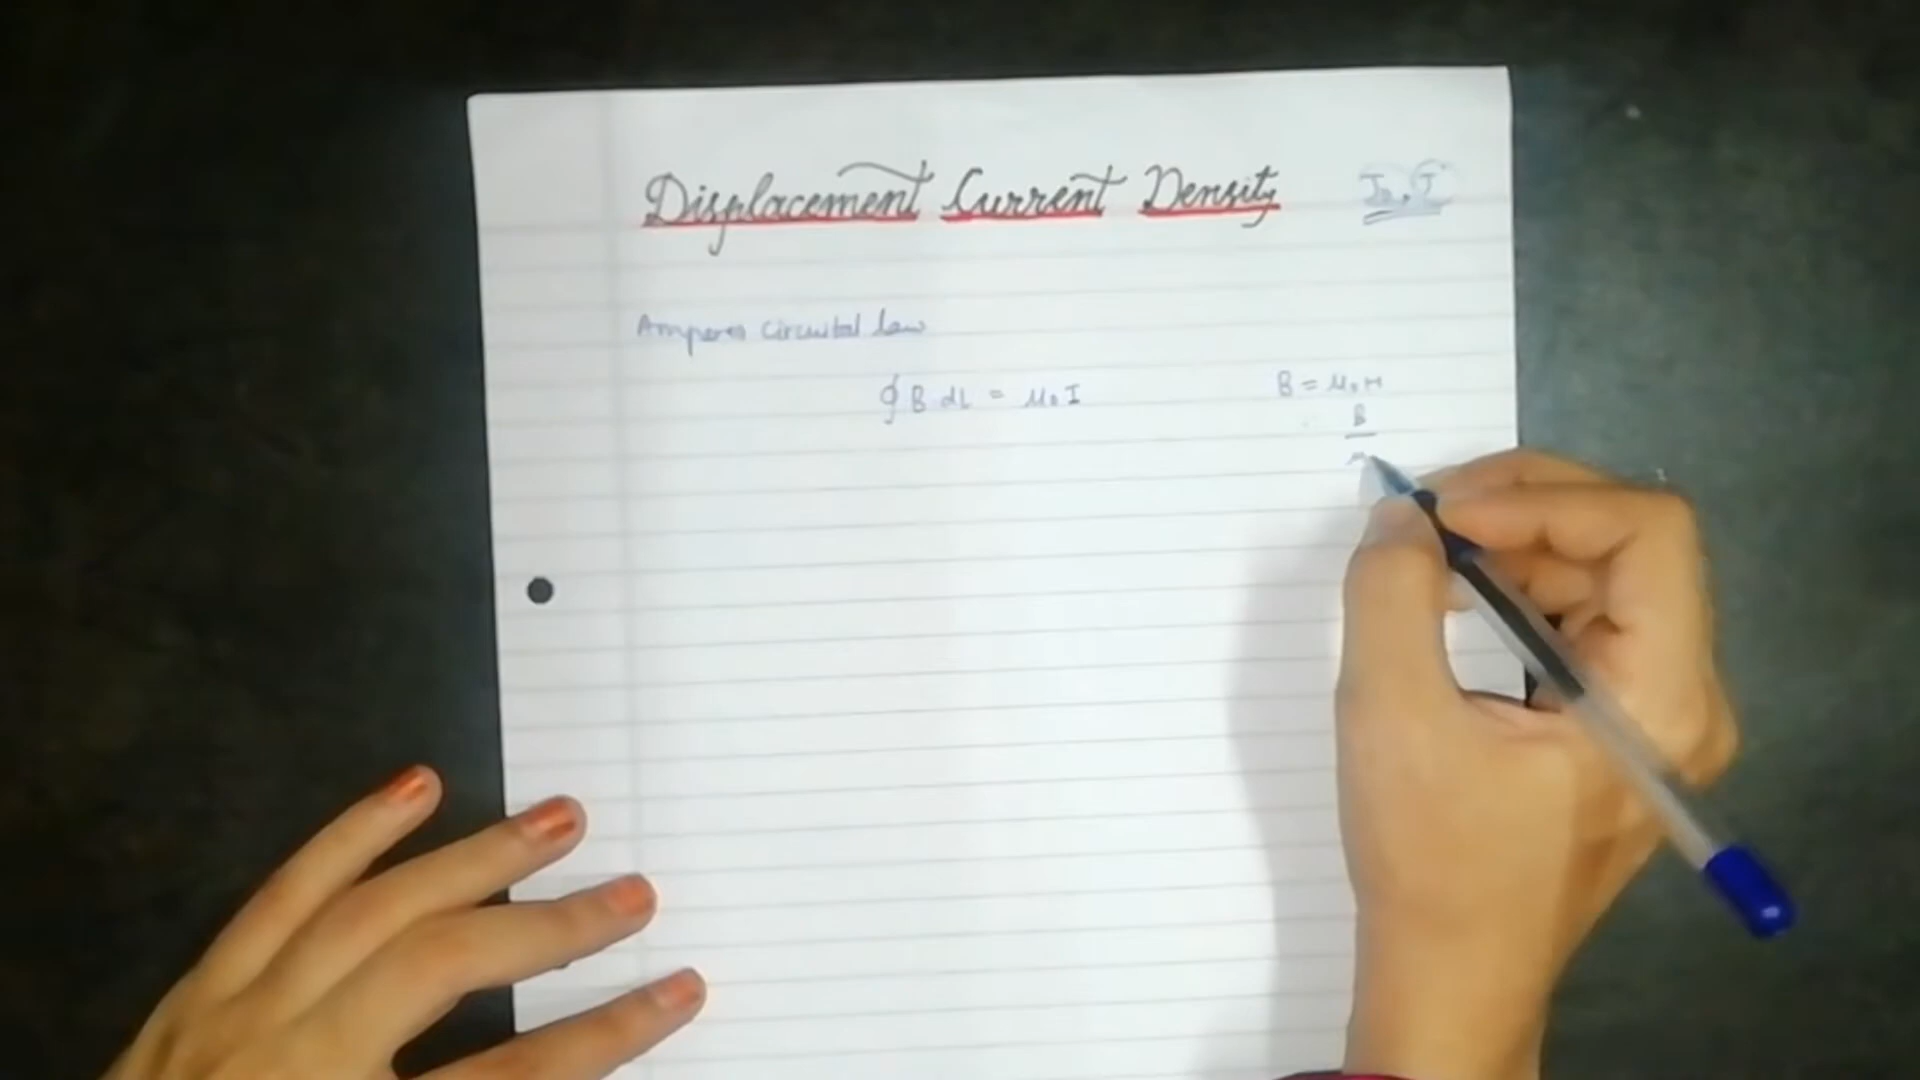 Displacement Current Density
Amperes circuital law
∮ B dL = μ₀ I
B = μ₀ H
B
μ